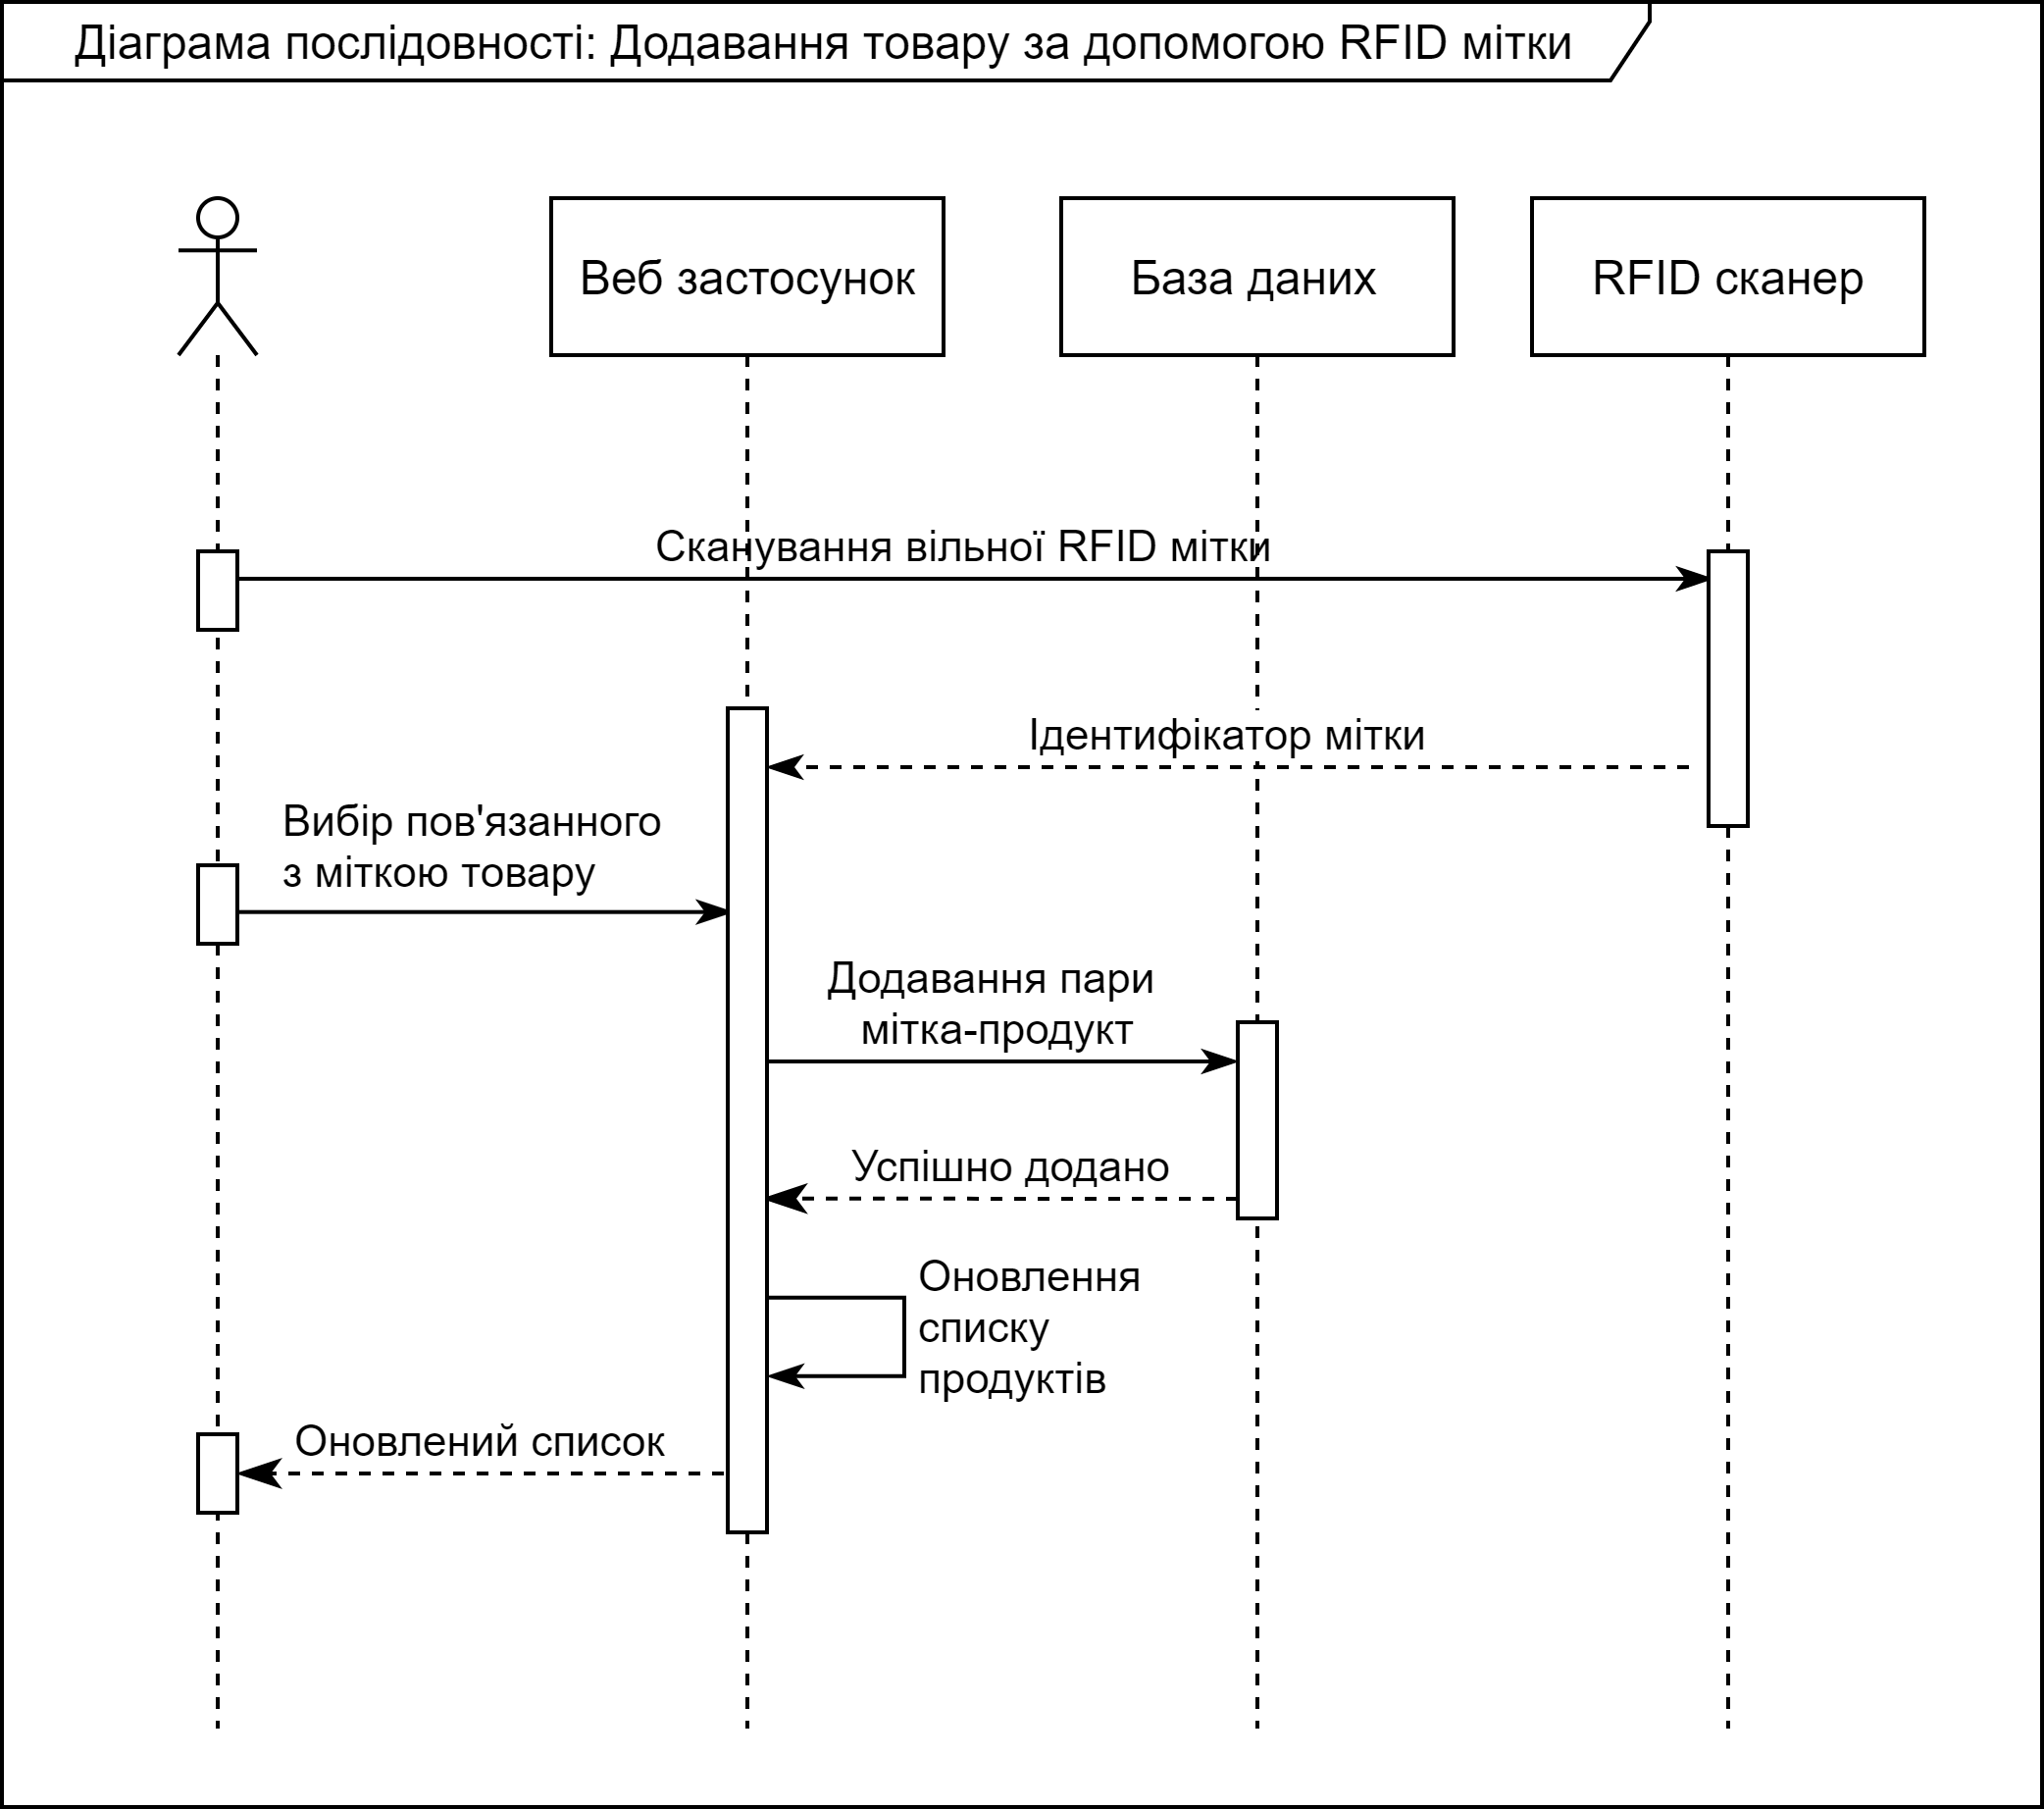 Діаграма послідовності: Додавання товару за допомогою RFID мітки
Веб застосунок
База даних
RFID сканер
Сканування вільної RFID мітки
Ідентифікатор мітки
Вибір пов'язанного
з міткою товару
Додавання пари
мітка-продукт
Успішно додано
Оновлення
списку
продуктів
Оновлений список